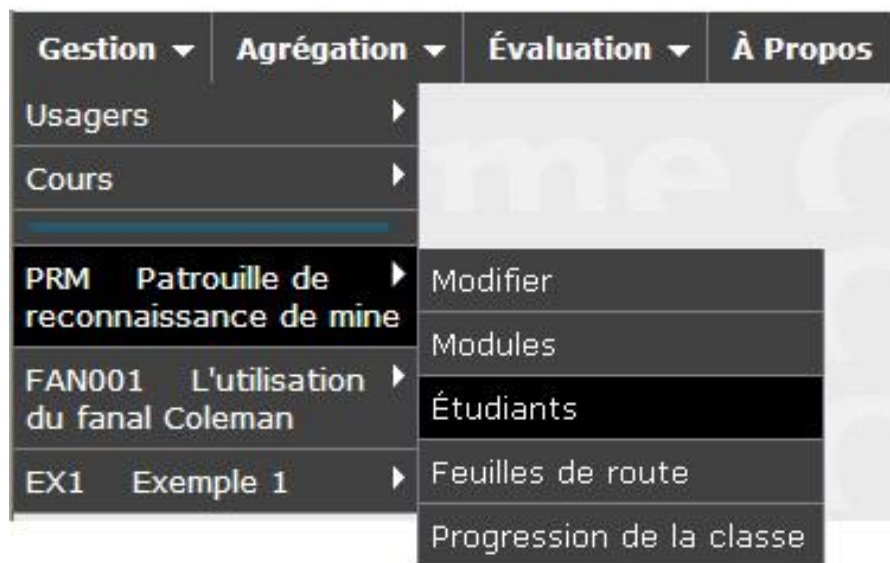 Gestion Agrégation Évaluation À Propos
Usagers
Cours
PRM Patrouille de
reconnaissance de mine
FAN001 L'utilisation
du fanal Coleman
EX1 Exemple 1
Modifier
Modules
Étudiants
Feuilles de route
Progression de la classe
me